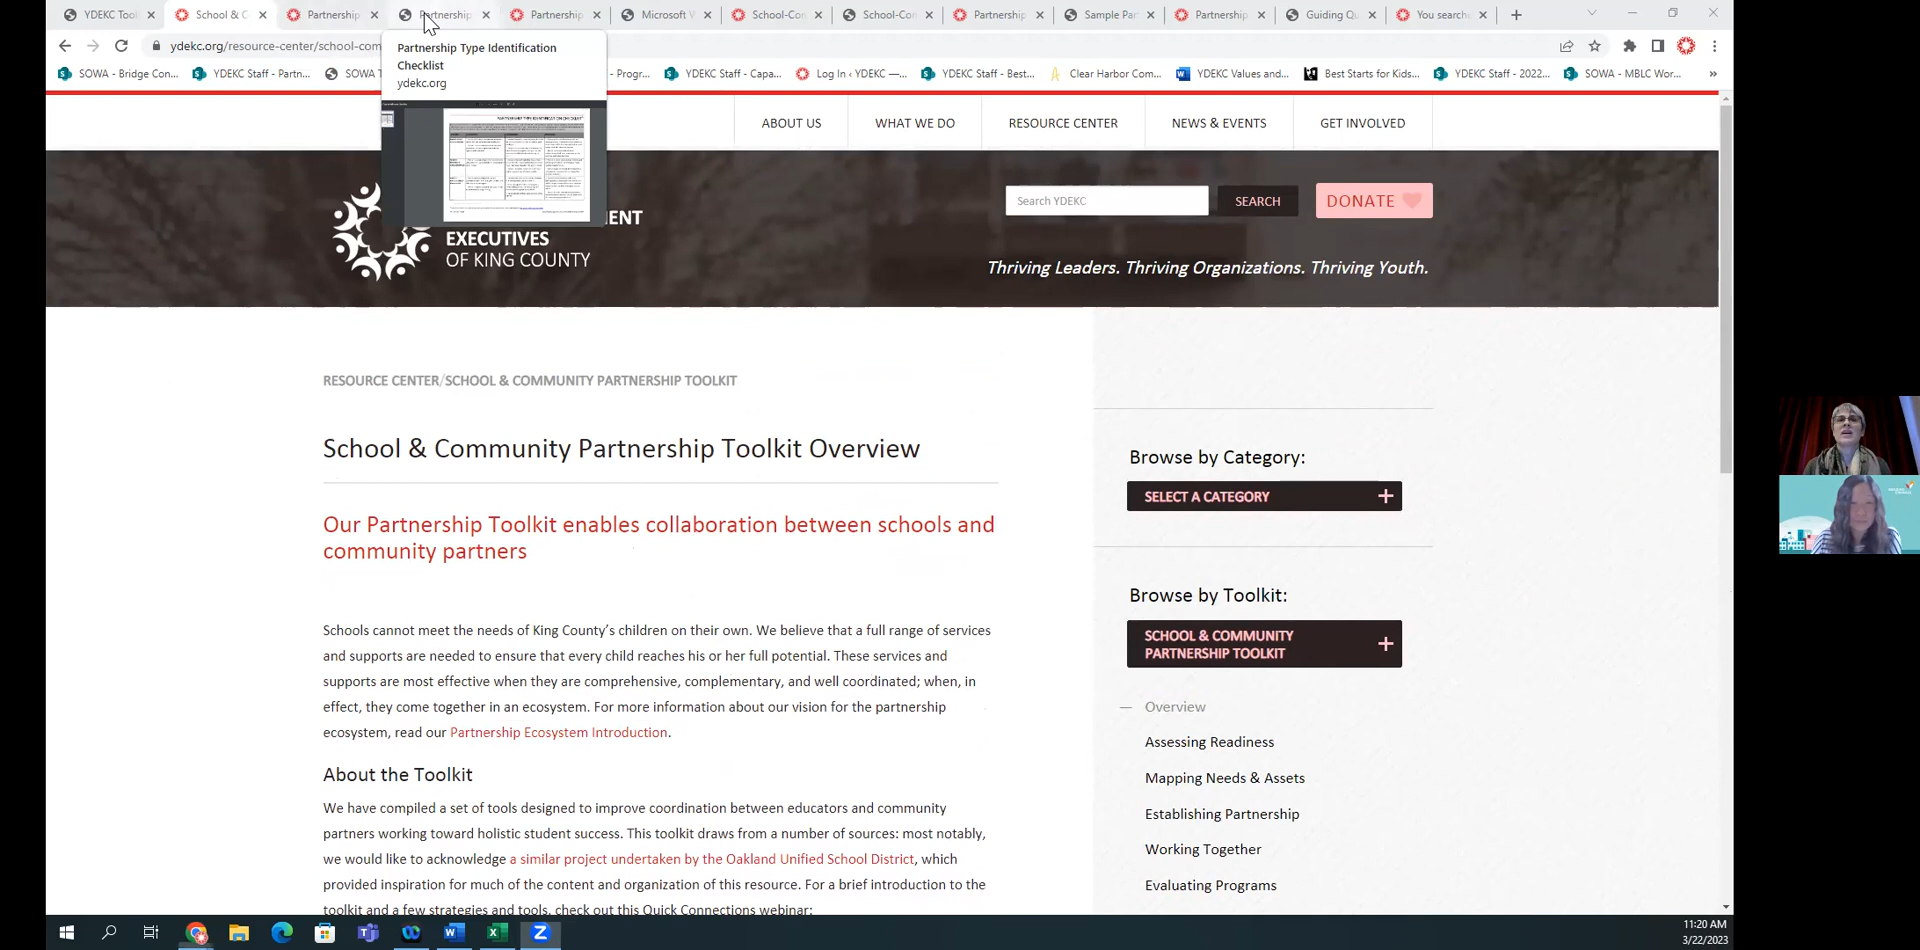 YDEKC Toolk
School & C
Partnership
Partnership
Partnership
Microsoft V
School-Con
School-Con
Partnership
Sample Par
Partnership
Guiding Qu
You search
ydekc.org/resource-center/school-com
Partnership Type Identification
Checklist
ydekc.org
SOWA - Bridge Con...
YDEKC Staff - Partn...
SOWA T
- Progr...
YDEKC Staff - Capa...
Log In ‹ YDEKC —...
YDEKC Staff - Best...
Clear Harbor Com...
YDEKC Values and...
Best Starts for Kids...
YDEKC Staff - 2022...
SOWA - MBLC Wor...
ABOUT US
WHAT WE DO
RESOURCE CENTER
NEWS & EVENTS
GET INVOLVED
PARTNERSHIP TYPE IDENTIFICATION CHECKLIST
Search YDEKC
SEARCH
DONATE
ENT
EXECUTIVES
OF KING COUNTY
Thriving Leaders. Thriving Organizations. Thriving Youth.
RESOURCE CENTER/SCHOOL & COMMUNITY PARTNERSHIP TOOLKIT
School & Community Partnership Toolkit Overview
Our Partnership Toolkit enables collaboration between schools and
community partners
Schools cannot meet the needs of King County's children on their own. We believe that a full range of services
and supports are needed to ensure that every child reaches his or her full potential. These services and
supports are most effective when they are comprehensive, complementary, and well coordinated; when, in
effect, they come together in an ecosystem. For more information about our vision for the partnership
ecosystem, read our Partnership Ecosystem Introduction.
About the Toolkit
We have compiled a set of tools designed to improve coordination between educators and community
partners working toward holistic student success. This toolkit draws from a number of sources: most notably,
we would like to acknowledge a similar project undertaken by the Oakland Unified School District, which
provided inspiration for much of the content and organization of this resource. For a brief introduction to the
toolkit and a few strategies and tools, check out this Quick Connections webinar:
Browse by Category:
SELECT A CATEGORY
Browse by Toolkit:
SCHOOL & COMMUNITY
PARTNERSHIP TOOLKIT
Overview
Assessing Readiness
Mapping Needs & Assets
Establishing Partnership
Working Together
Evaluating Programs
11:20 AM
3/22/2023